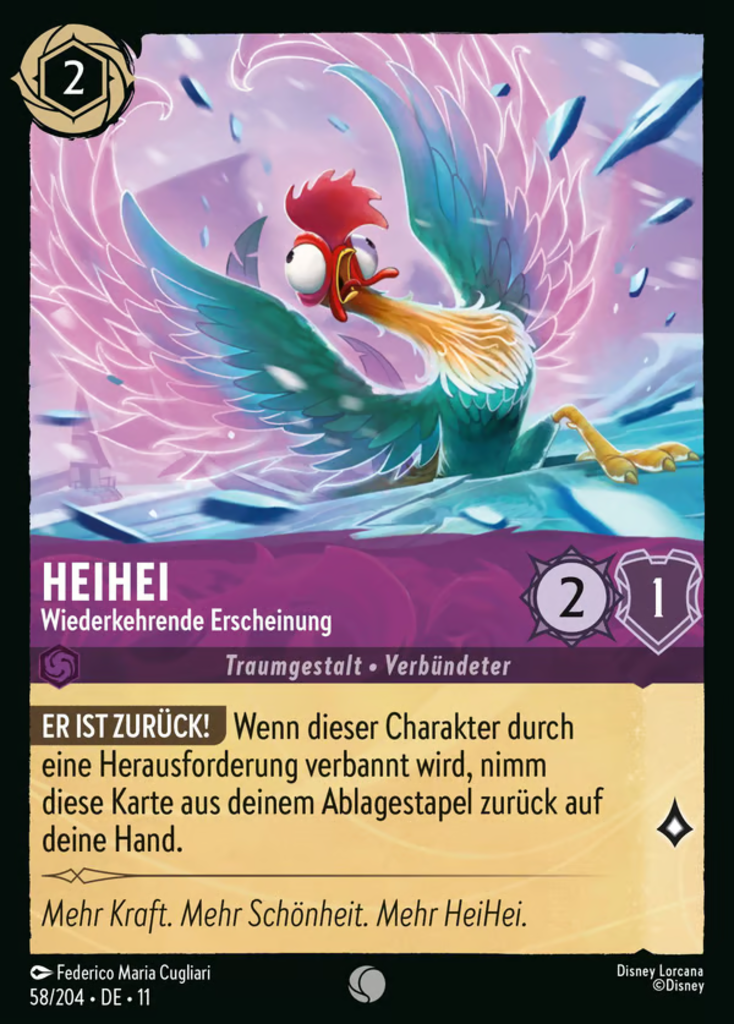 2
HEIHEI
Wiederkehrende Erscheinung
2
1
Traumgestalt • Verbündeter
ER IST ZURÜCK! Wenn dieser Charakter durch
eine Herausforderung verbannt wird, nimm
diese Karte aus deinem Ablagestapel zurück auf
deine Hand.
Mehr Kraft. Mehr Schönheit. Mehr HeiHei.
Federico Maria Cugliari
58/204 • DE • 11
Disney Lorcana
©Disney